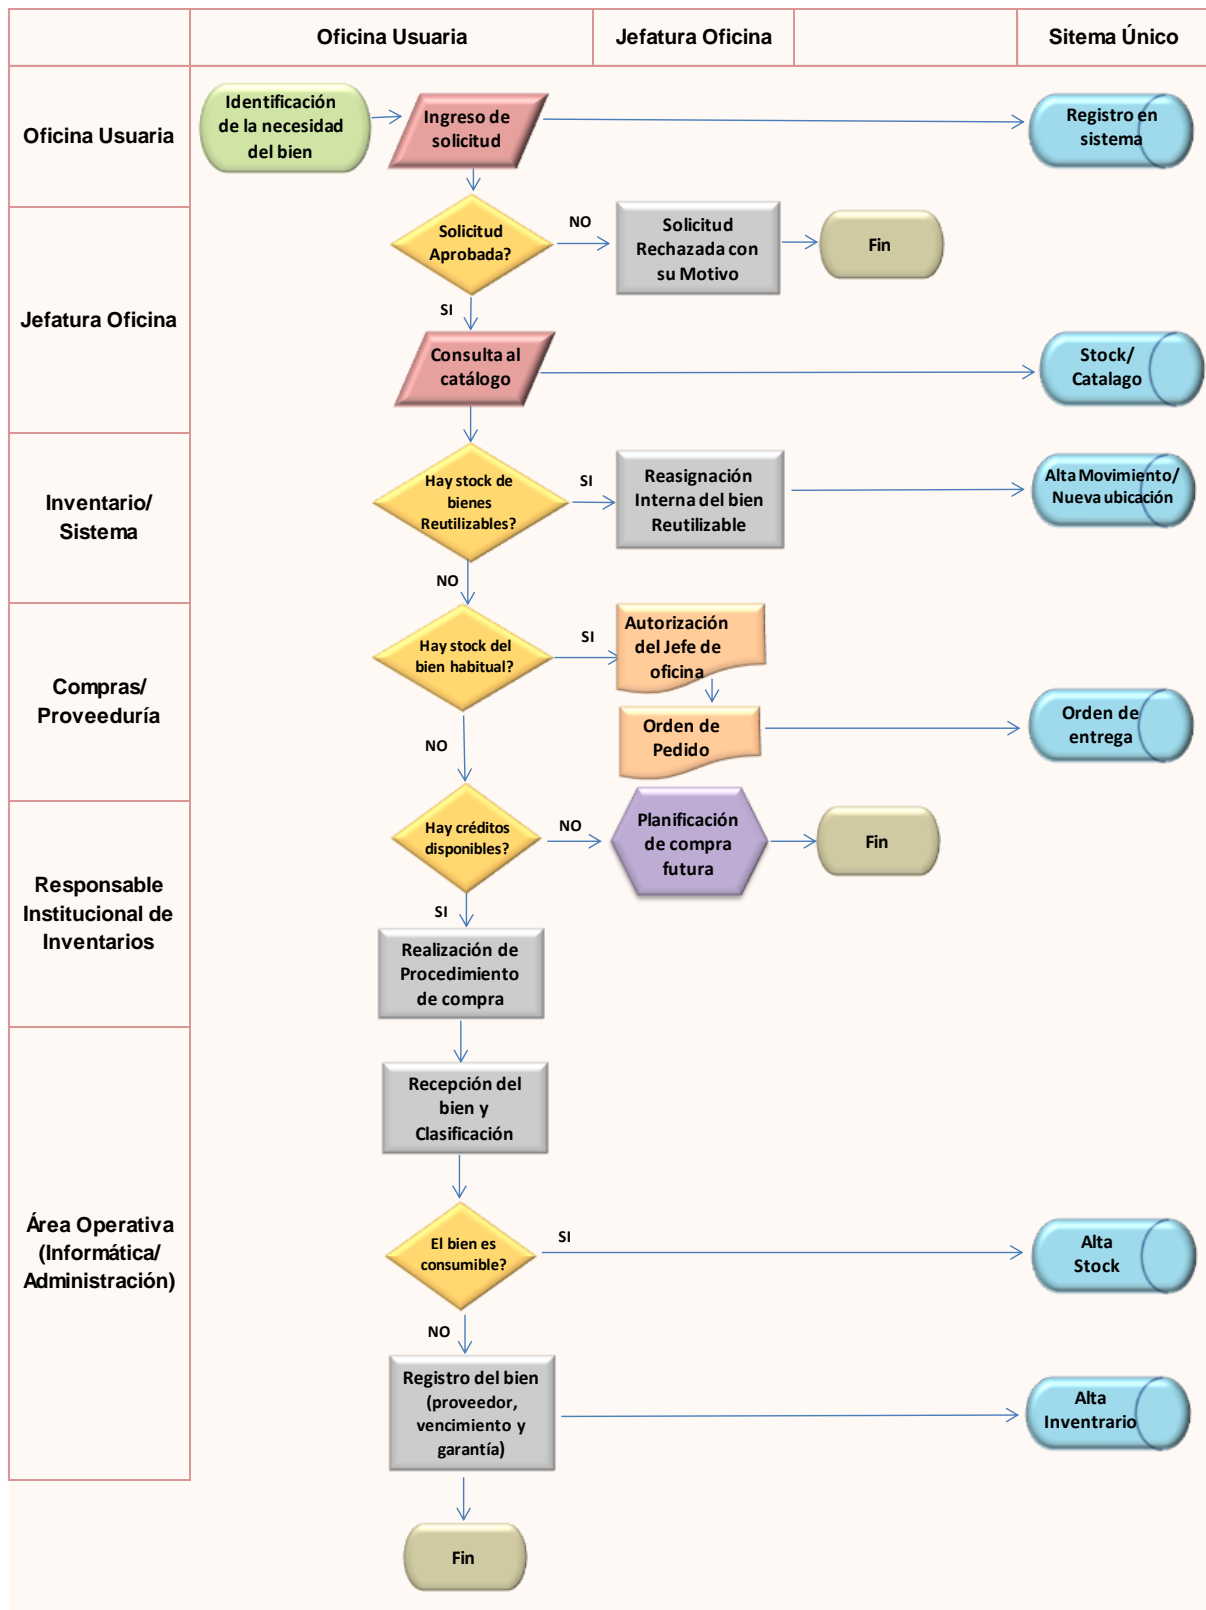 Oficina Usuaria
Jefatura Oficina
Sitema Único
Oficina Usuaria
Identificación
de la necesidad
del bien
Ingreso de
solicitud
Registro en
sistema
Jefatura Oficina
Solicitud
Aprobada?
NO
Solicitud
Rechazada con
su Motivo
Fin
SI
Consulta al
catálogo
Stock/
Catalago
Inventario/
Sistema
Hay stock de
bienes
Reutilizables?
SI
Reasignación
Interna del bien
Reutilizable
Alta Movimiento/
Nueva ubicación
NO
Compras/
Proveeduría
Hay stock del
bien habitual?
SI
Autorización
del Jefe de
oficina
Orden de
Pedido
Orden de
entrega
NO
Responsable
Institucional de
Inventarios
Hay créditos
disponibles?
NO
Planificación
de compra
futura
Fin
SI
Realización de
Procedimiento
de compra
Área Operativa
(Informática/
Administración)
Recepción del
bien y
Clasificación
El bien es
consumible?
SI
Alta
Stock
NO
Registro del bien
(proveedor,
vencimiento y
garantía)
Alta
Inventrario
Fin